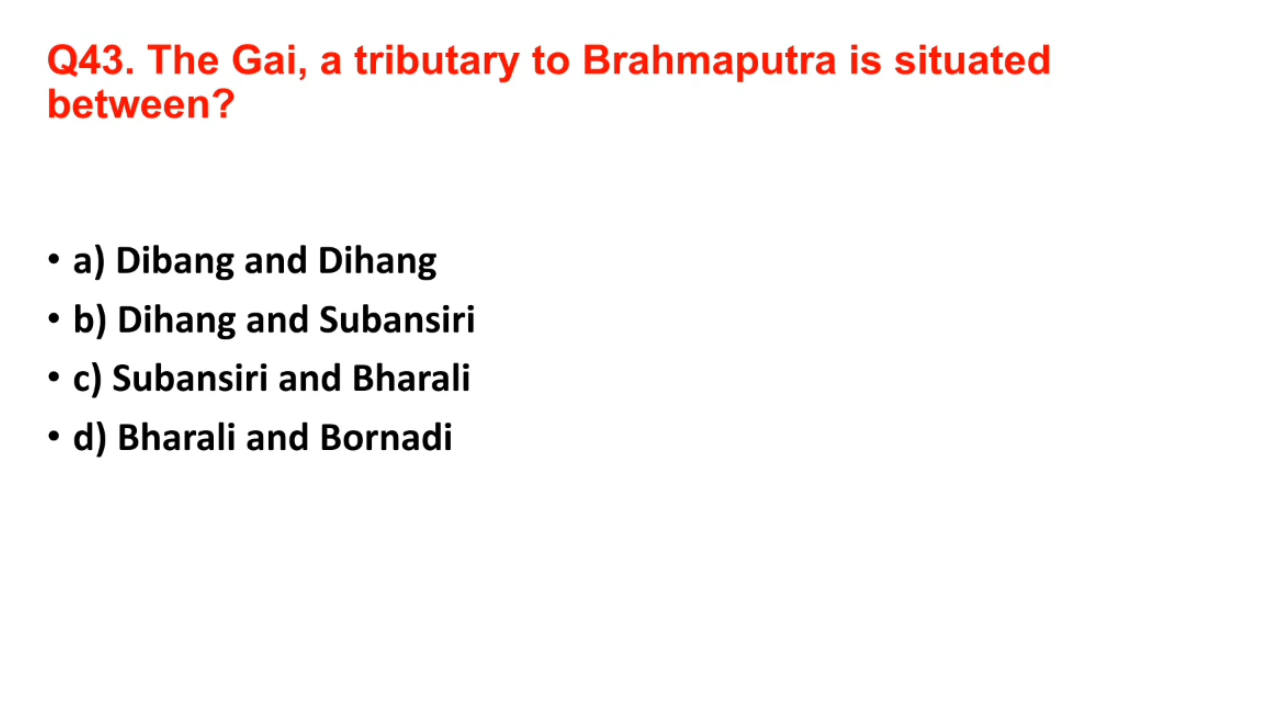 Q43. The Gai, a tributary to Brahmaputra is situated
between?
• a) Dibang and Dihang
• b) Dihang and Subansiri
• c) Subansiri and Bharali
• d) Bharali and Bornadi